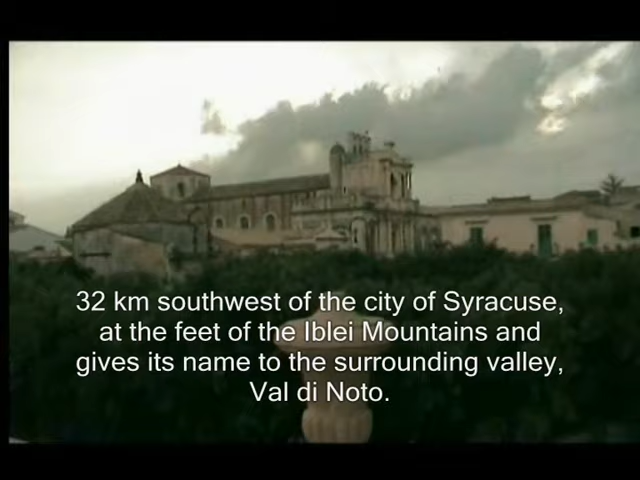 32 km southwest of the city of Syracuse,
at the feet of the Iblei Mountains and
gives its name to the surrounding valley,
Val di Noto.